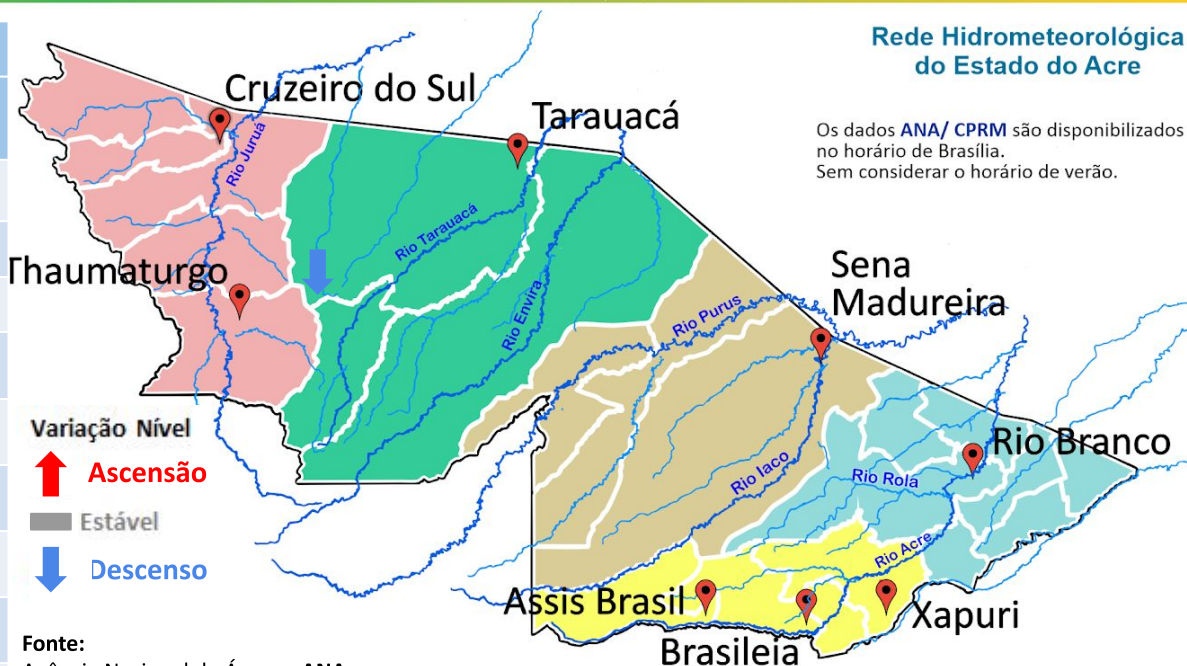 Rede Hidrometeorológica
do Estado do Acre
Os dados ANA/ CPRM são disponibilizados
no horário de Brasília.
Sem considerar o horário de verão.
Cruzeiro do Sul
Tarauacá
Rio Juruá
Rio Tarauacá
Thaumaturgo
Rio Envira
Sena
Madureira
Rio Purus
Rio Branco
Rio Iaco
Rio Rola
Rio Acre
Assis Brasil
Xapuri
Brasileia
Variação Nível
Ascensão
Estável
Descenso
Fonte: